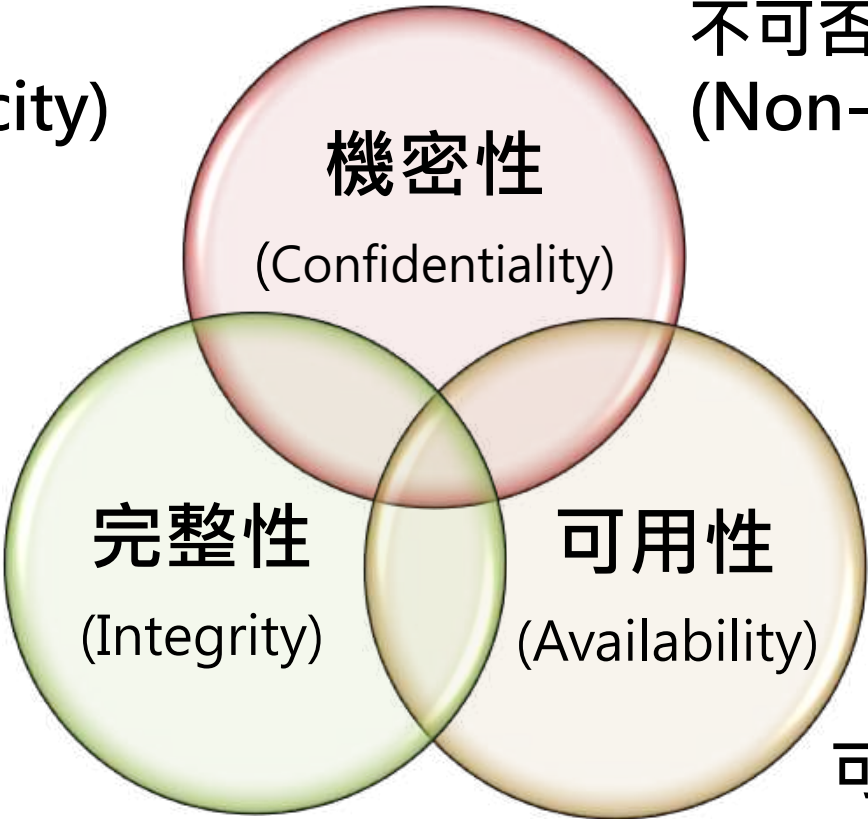 不可否
city)
(Non-
機密性
(Confidentiality)
完整性
(Integrity)
可用性
(Availability)
可